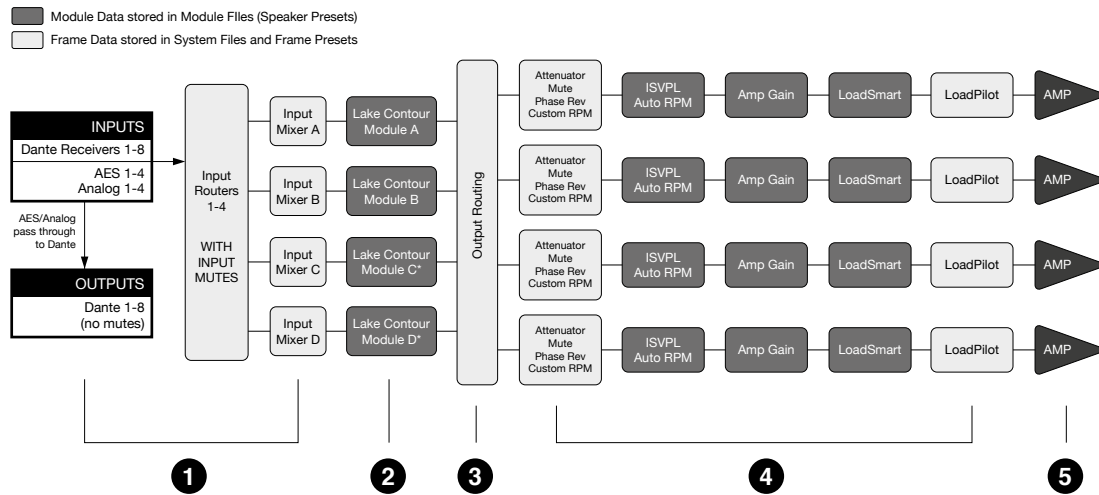 Module Data stored in Module FIles (Speaker Presets)
Frame Data stored in System Files and Frame Presets
INPUTS
Dante Receivers 1-8
AES 1-4
Analog 1-4
AES/Analog
pass through
to Dante
OUTPUTS
Dante 1-8
(no mutes)
Input
Routers
1-4
WITH
INPUT
MUTES
Input
Mixer A
Lake Contour
Module A
Input
Mixer B
Lake Contour
Module B
Input
Mixer C
Lake Contour
Module C*
Input
Mixer D
Lake Contour
Module D*
Output Routing
Attenuator
Mute
Phase Rev
Custom RPM
ISVPL
Auto RPM
Amp Gain
LoadSmart
LoadPilot
AMP
Attenuator
Mute
Phase Rev
Custom RPM
ISVPL
Auto RPM
Amp Gain
LoadSmart
LoadPilot
AMP
Attenuator
Mute
Phase Rev
Custom RPM
ISVPL
Auto RPM
Amp Gain
LoadSmart
LoadPilot
AMP
Attenuator
Mute
Phase Rev
Custom RPM
ISVPL
Auto RPM
Amp Gain
LoadSmart
LoadPilot
AMP
1
2
3
4
5